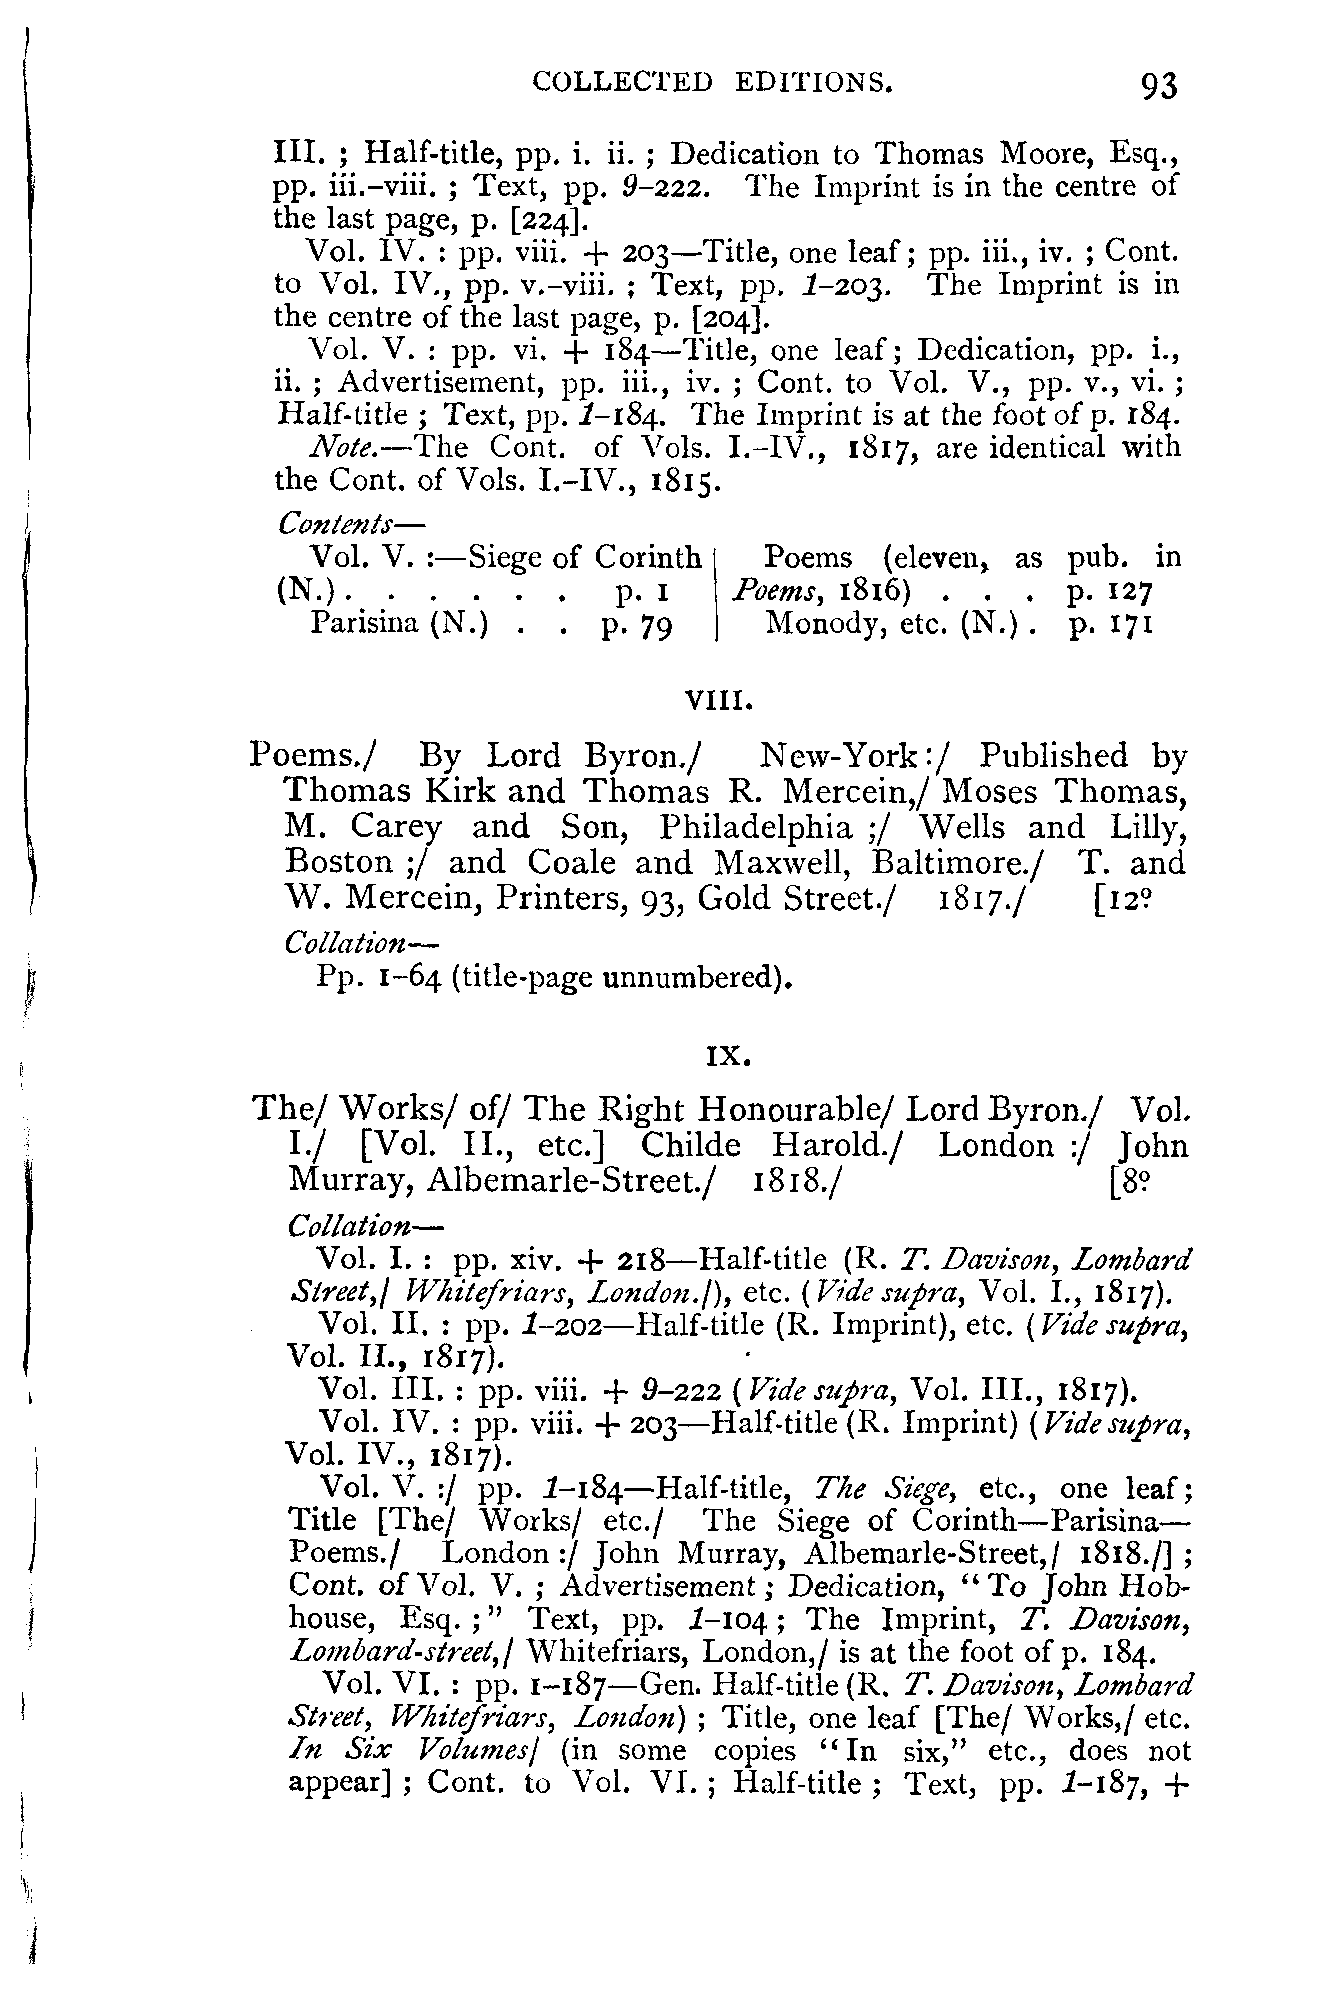 COLLECTED EDITIONS. 93
III. ; Half-title, pp. i. ii. ; Dedication to Thomas Moore, Esq.,
pp. iii.–viii. ; Text, pp. 9–222. The Imprint is in the centre of
the last page, p. [224].
Vol. IV. : pp. viii. + 203—Title, one leaf ; pp. iii., iv. ; Cont.
to Vol. IV., pp. v.–viii. ; Text, pp. 1–203. The Imprint is in
the centre of the last page, p. [204].
Vol. V. : pp. vi. + 184—Title, one leaf ; Dedication, pp. i.,
ii. ; Advertisement, pp. iii., iv. ; Cont. to Vol. V., pp. v., vi. ;
Half-title ; Text, pp. 1–184. The Imprint is at the foot of p. 184.
Note.—The Cont. of Vols. I.–IV., 1817, are identical with
the Cont. of Vols. I.–IV., 1815.
Contents—
Vol. V. :—Siege of Corinth
(N.) . . . . . . p. 1
Parisina (N.) . . p. 79
Poems (eleven, as pub. in
Poems, 1816) . . . p. 127
Monody, etc. (N.) . p. 171
VIII.
Poems./ By Lord Byron./ New-York :/ Published by
Thomas Kirk and Thomas R. Mercein,/ Moses Thomas,
M. Carey and Son, Philadelphia ;/ Wells and Lilly,
Boston ;/ and Coale and Maxwell, Baltimore./ T. and
W. Mercein, Printers, 93, Gold Street./ 1817./ [12º
Collation—
Pp. 1–64 (title-page unnumbered).
IX.
The/ Works/ of/ The Right Honourable/ Lord Byron./ Vol.
I./ [Vol. II., etc.] Childe Harold./ London :/ John
Murray, Albemarle-Street./ 1818./ [8º
Collation—
Vol. I. : pp. xiv. + 218—Half-title (R. T. Davison, Lombard
Street,/ Whitefriars, London./), etc. (Vide supra, Vol. I., 1817).
Vol. II. : pp. 1–202—Half-title (R. Imprint), etc. (Vide supra,
Vol. II., 1817).
Vol. III. : pp. viii. + 9–222 (Vide supra, Vol. III., 1817).
Vol. IV. : pp. viii. + 203—Half-title (R. Imprint) (Vide supra,
Vol. IV., 1817).
Vol. V. :/ pp. 1–184—Half-title, The Siege, etc., one leaf ;
Title [The/ Works/ etc./ The Siege of Corinth—Parisina—
Poems./ London :/ John Murray, Albemarle-Street,/ 1818./] ;
Cont. of Vol. V. ; Advertisement ; Dedication, “To John Hob-
house, Esq. ;” Text, pp. 1–104 ; The Imprint, T. Davison,
Lombard-street,/ Whitefriars, London,/ is at the foot of p. 184.
Vol. VI. : pp. 1–187—Gen. Half-title (R. T. Davison, Lombard
Street, Whitefriars, London) ; Title, one leaf [The/ Works,/ etc.
In Six Volumes/ (in some copies “In six,” etc., does not
appear] ; Cont. to Vol. VI. ; Half-title ; Text, pp. 1–187, +